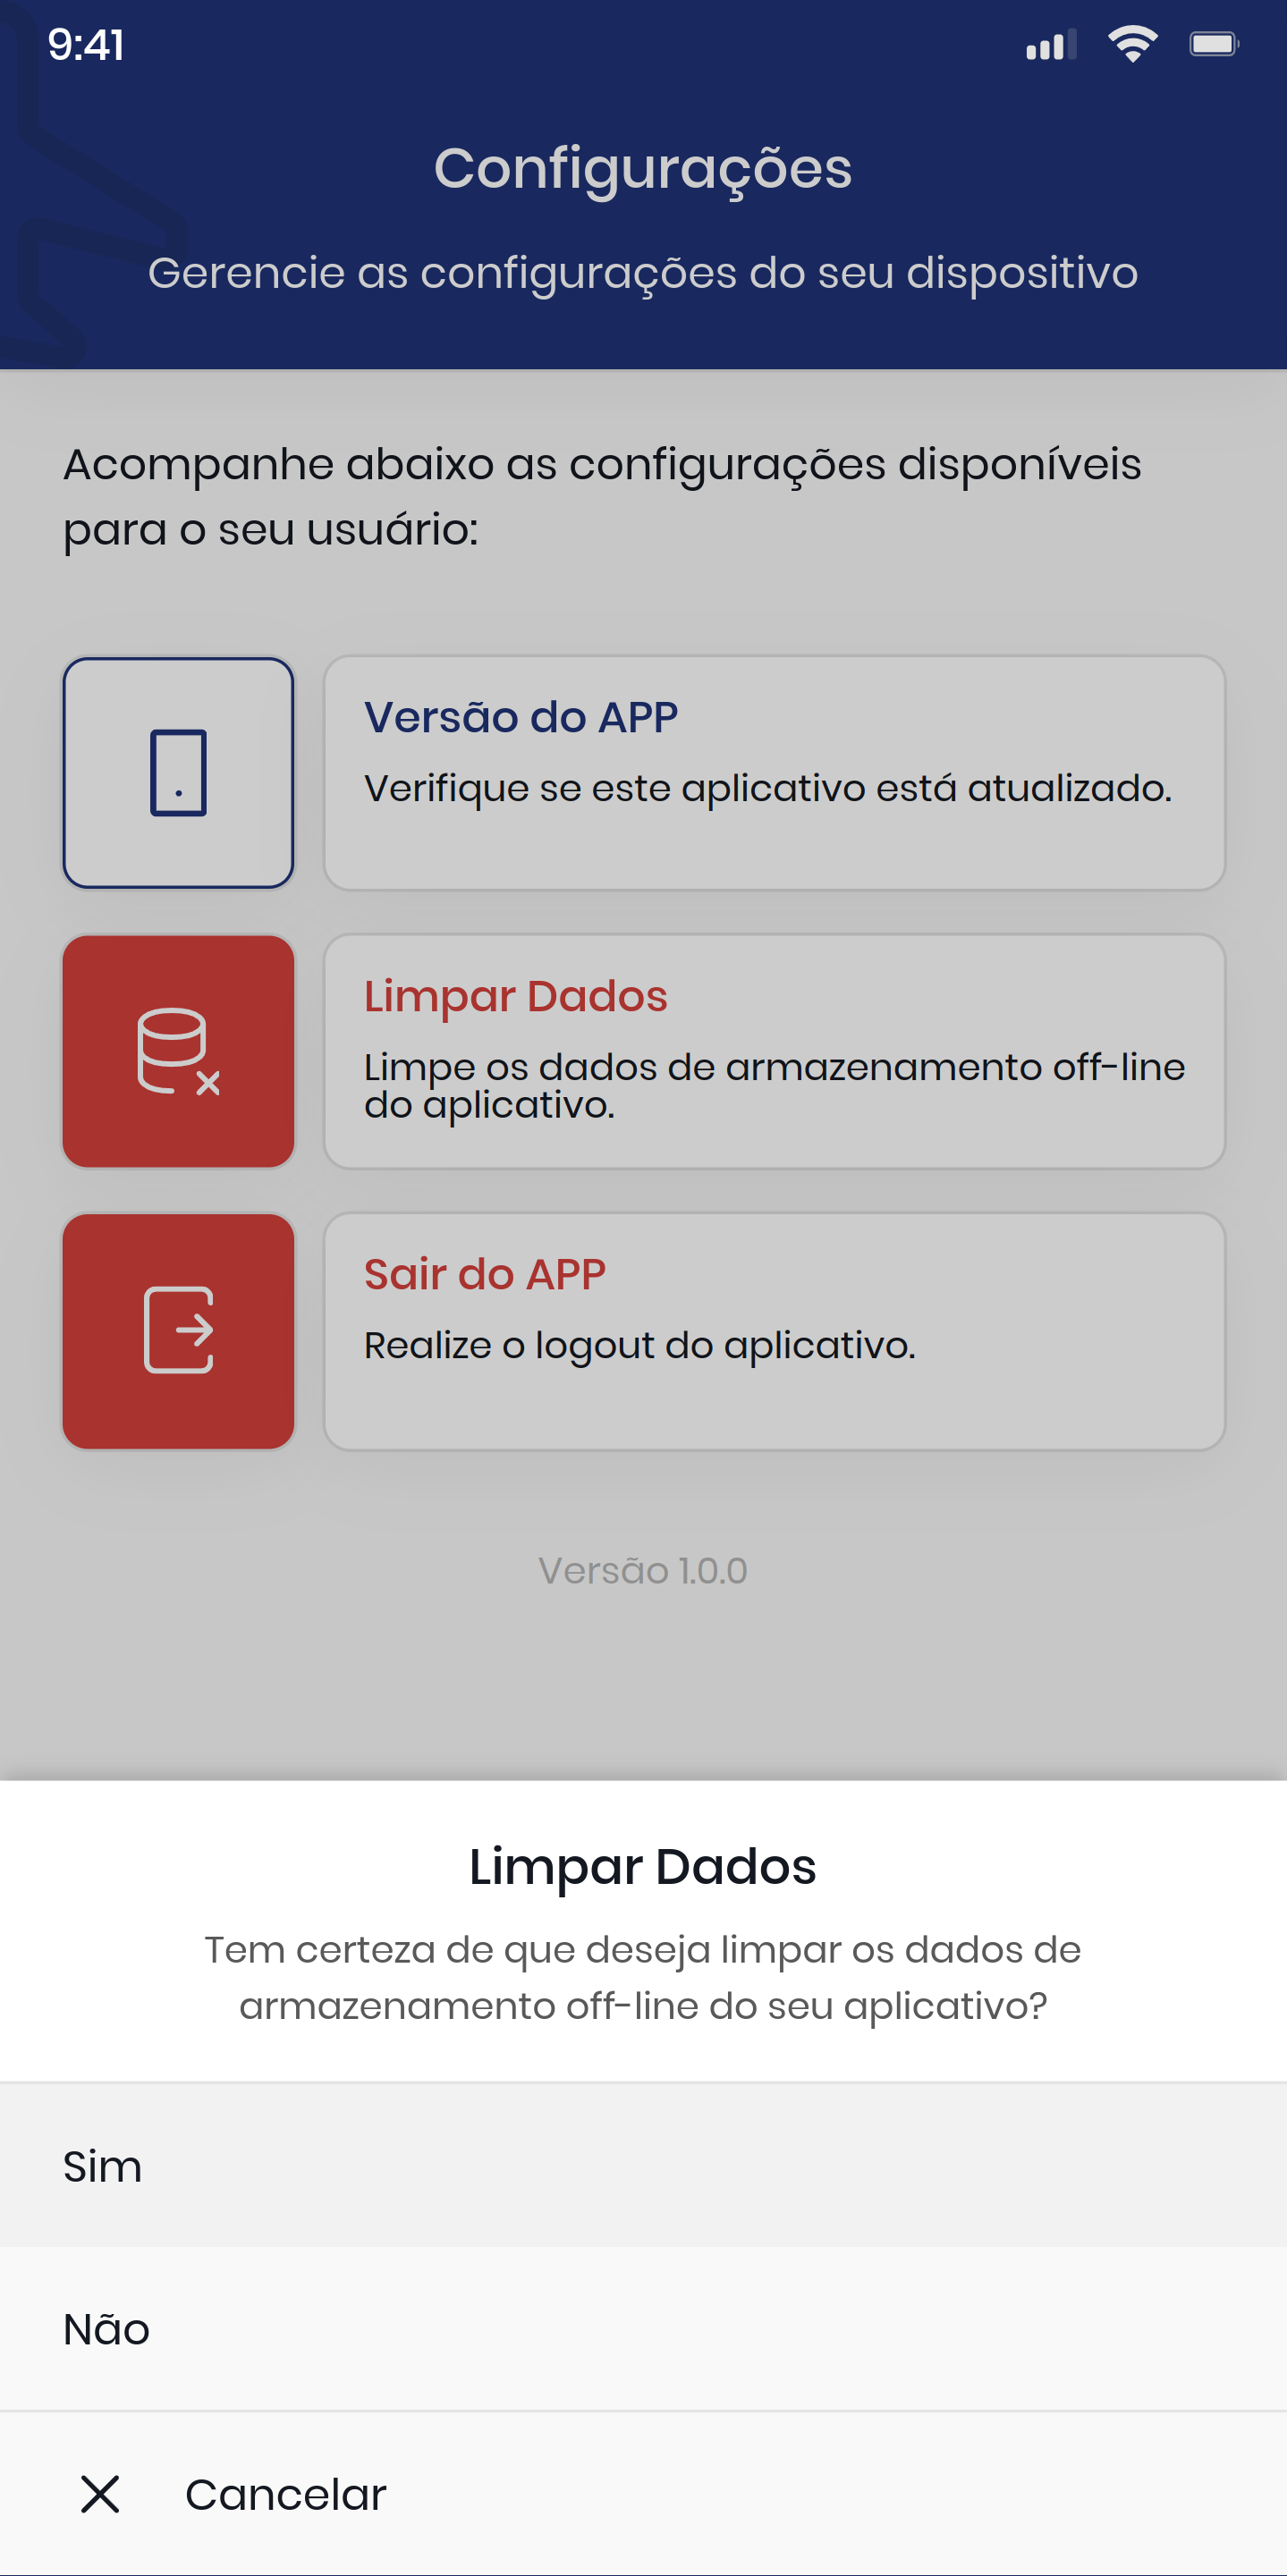 9:41
Configurações
Gerencie as configurações do seu dispositivo
Acompanhe abaixo as configurações disponíveis
para o seu usuário:
Versão do APP
Verifique se este aplicativo está atualizado.
Limpar Dados
Limpe os dados de armazenamento off-line
do aplicativo.
Sair do APP
Realize o logout do aplicativo.
Versão 1.0.0
Limpar Dados
Tem certeza de que deseja limpar os dados de
armazenamento off-line do seu aplicativo?
Sim
Não
Cancelar